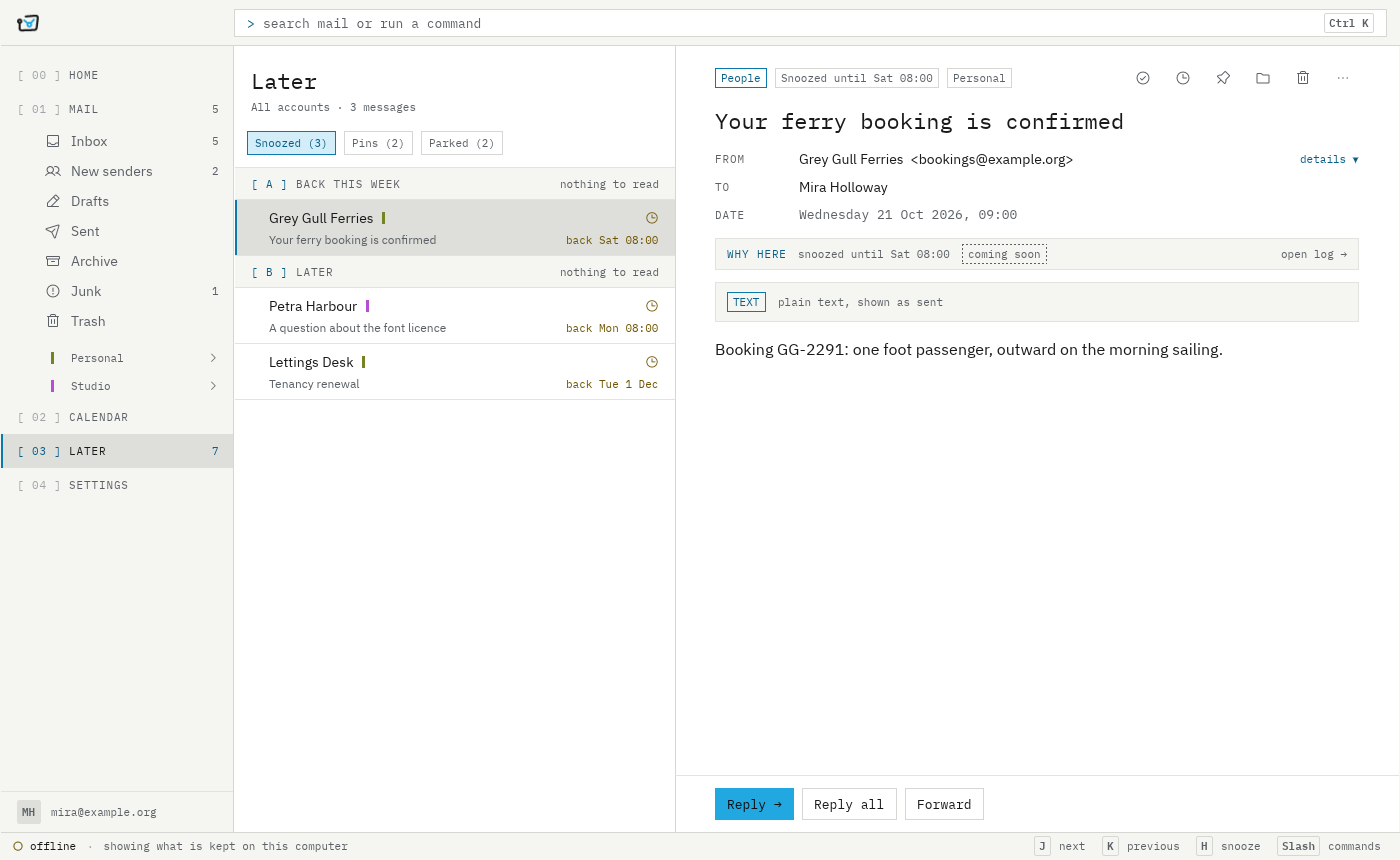 > search mail or run a command Ctrl K
[ 00 ] HOME
[ 01 ] MAIL 5
Inbox 5
New senders 2
Drafts
Sent
Archive
Junk 1
Trash
Personal
Studio
[ 02 ] CALENDAR
[ 03 ] LATER 7
[ 04 ] SETTINGS
MH mira@example.org
Later
All accounts · 3 messages
Snoozed (3) Pins (2) Parked (2)
[ A ] BACK THIS WEEK nothing to read
Grey Gull Ferries
Your ferry booking is confirmed back Sat 08:00
[ B ] LATER nothing to read
Petra Harbour
A question about the font licence back Mon 08:00
Lettings Desk
Tenancy renewal back Tue 1 Dec
People Snoozed until Sat 08:00 Personal
Your ferry booking is confirmed
FROM Grey Gull Ferries <bookings@example.org> details ▾
TO Mira Holloway
DATE Wednesday 21 Oct 2026, 09:00
WHY HERE snoozed until Sat 08:00 coming soon open log →
TEXT plain text, shown as sent
Booking GG-2291: one foot passenger, outward on the morning sailing.
Reply → Reply all Forward
offline · showing what is kept on this computer J next K previous H snooze Slash commands